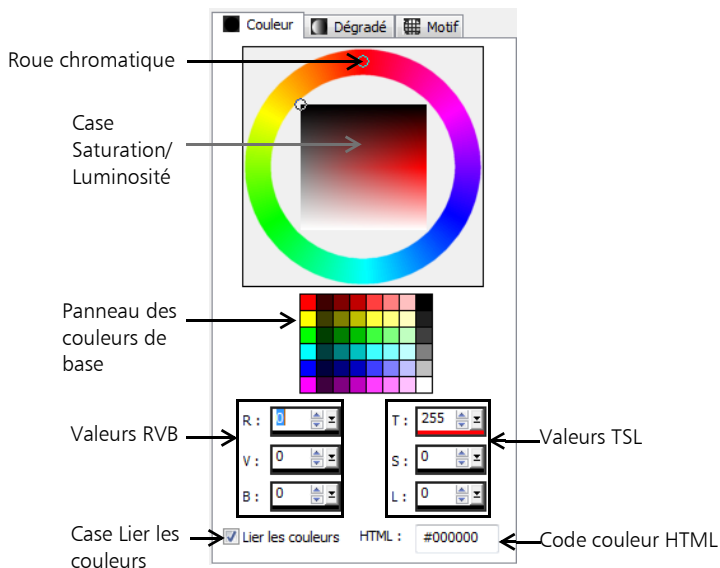 Couleur Dégradé Motif
Roue chromatique
Case
Saturation/
Luminosité
Panneau des
couleurs de
base
Valeurs RVB
R : 0
V : 0
B : 0
T : 255
S : 0
L : 0
Valeurs TSL
Case Lier les
couleurs
Lier les couleurs HTML : #000000
Code couleur HTML